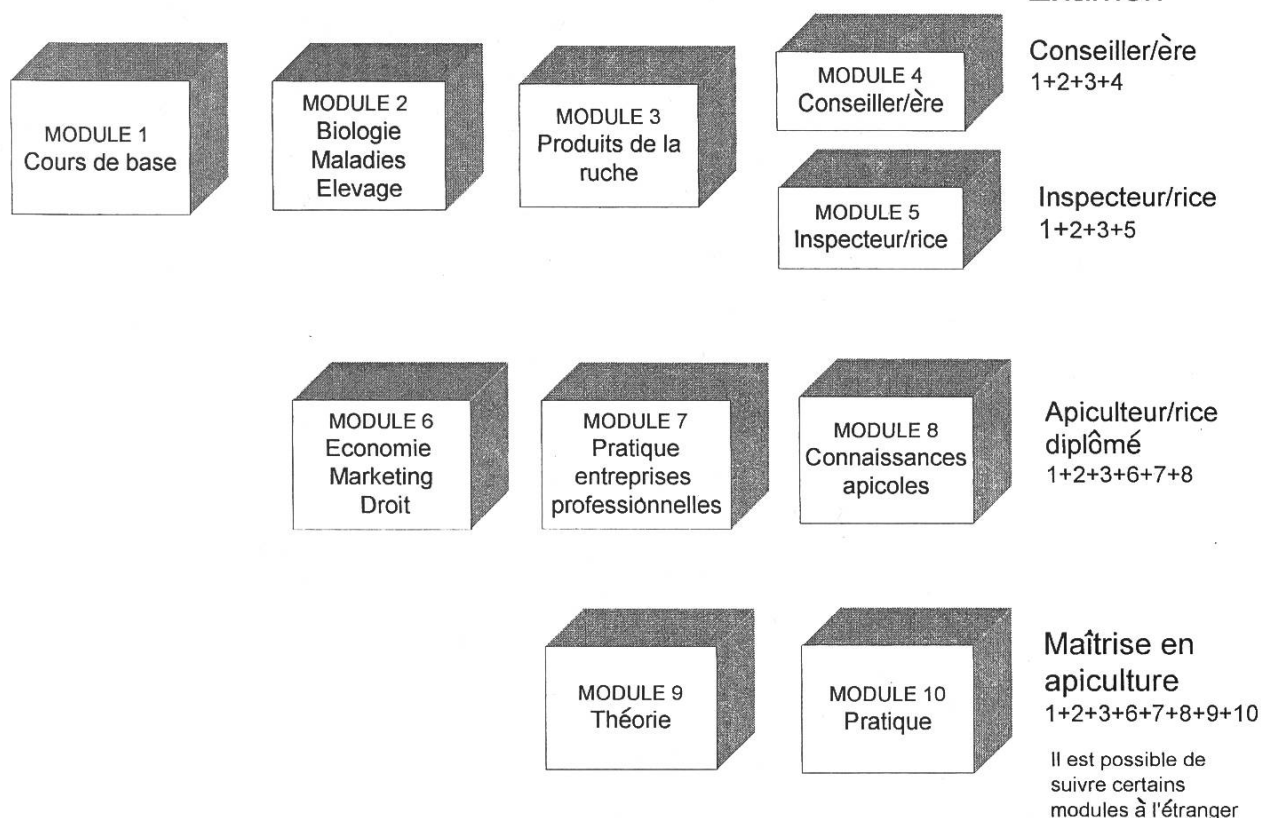 MODULE 1
Cours de base
MODULE 2
Biologie
Maladies
Elevage
MODULE 3
Produits de la
ruche
MODULE 4
Conseiller/ère
Conseiller/ère
1+2+3+4
MODULE 5
Inspecteur/rice
Inspecteur/rice
1+2+3+5
MODULE 6
Economie
Marketing
Droit
MODULE 7
Pratique
entreprises
professionnelles
MODULE 8
Connaissances
apicoles
Apiculteur/rice
diplômé
1+2+3+6+7+8
MODULE 9
Théorie
MODULE 10
Pratique
Maîtrise en
apiculture
1+2+3+6+7+8+9+10
Il est possible de
suivre certains
modules à l'étranger